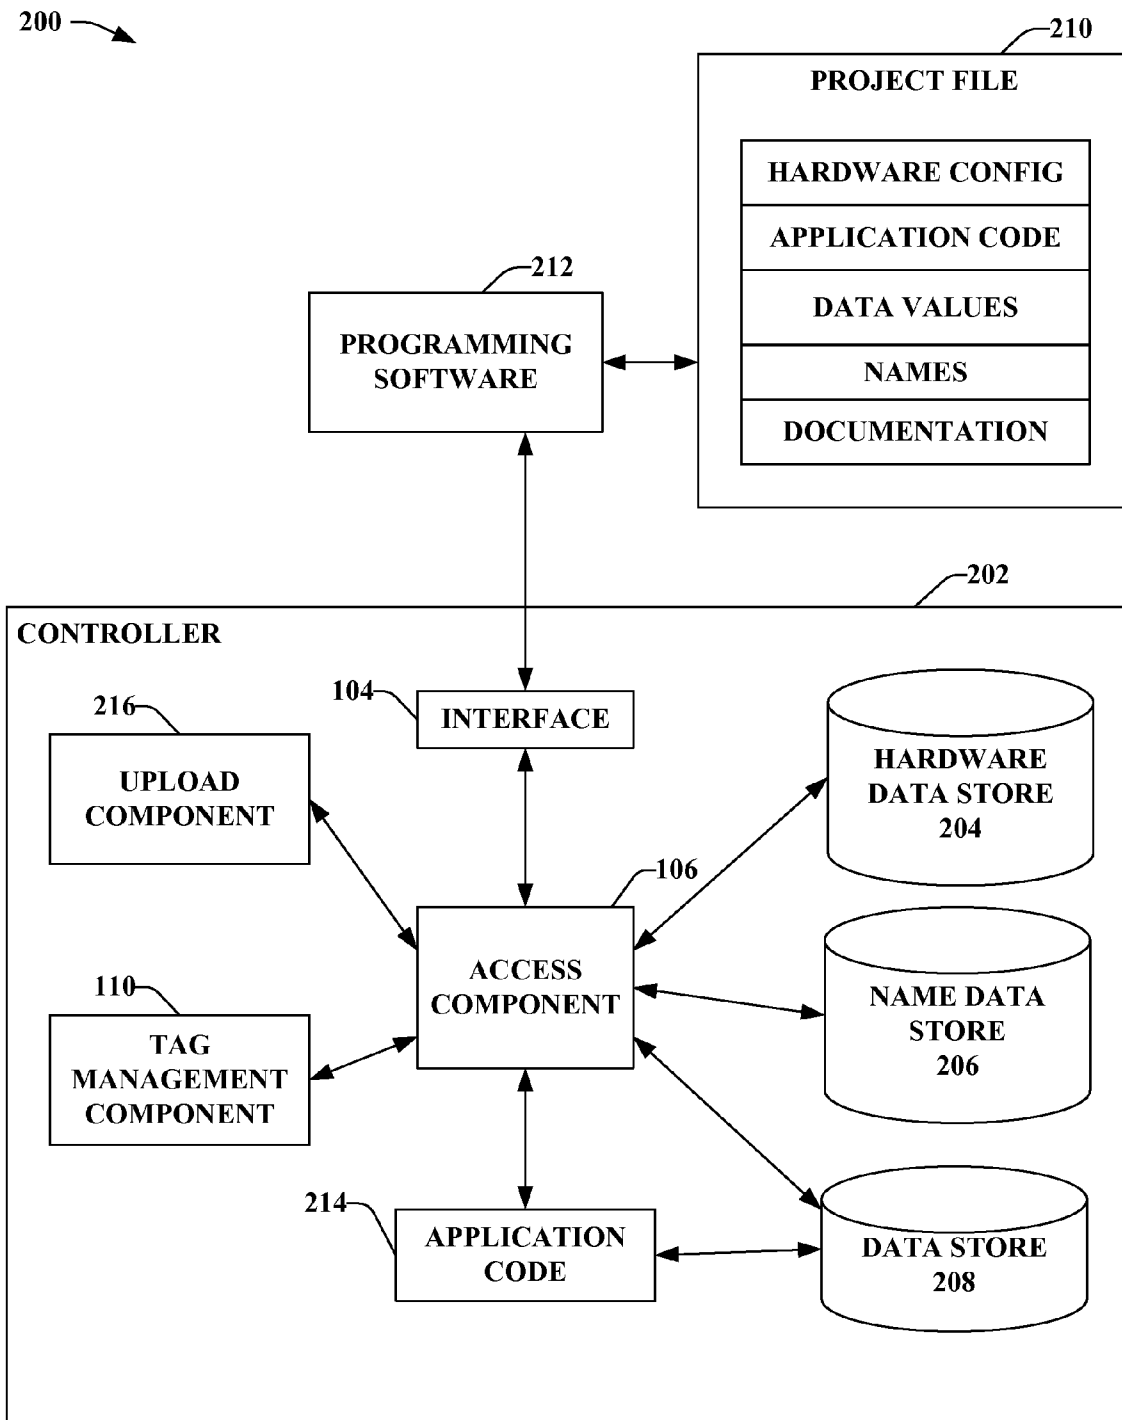 200
210
PROJECT FILE
HARDWARE CONFIG
APPLICATION CODE
DATA VALUES
NAMES
DOCUMENTATION
212
PROGRAMMING
SOFTWARE
202
CONTROLLER
104
INTERFACE
216
UPLOAD
COMPONENT
HARDWARE
DATA STORE
204
106
ACCESS
COMPONENT
NAME DATA
STORE
206
110
TAG
MANAGEMENT
COMPONENT
214
APPLICATION
CODE
DATA STORE
208